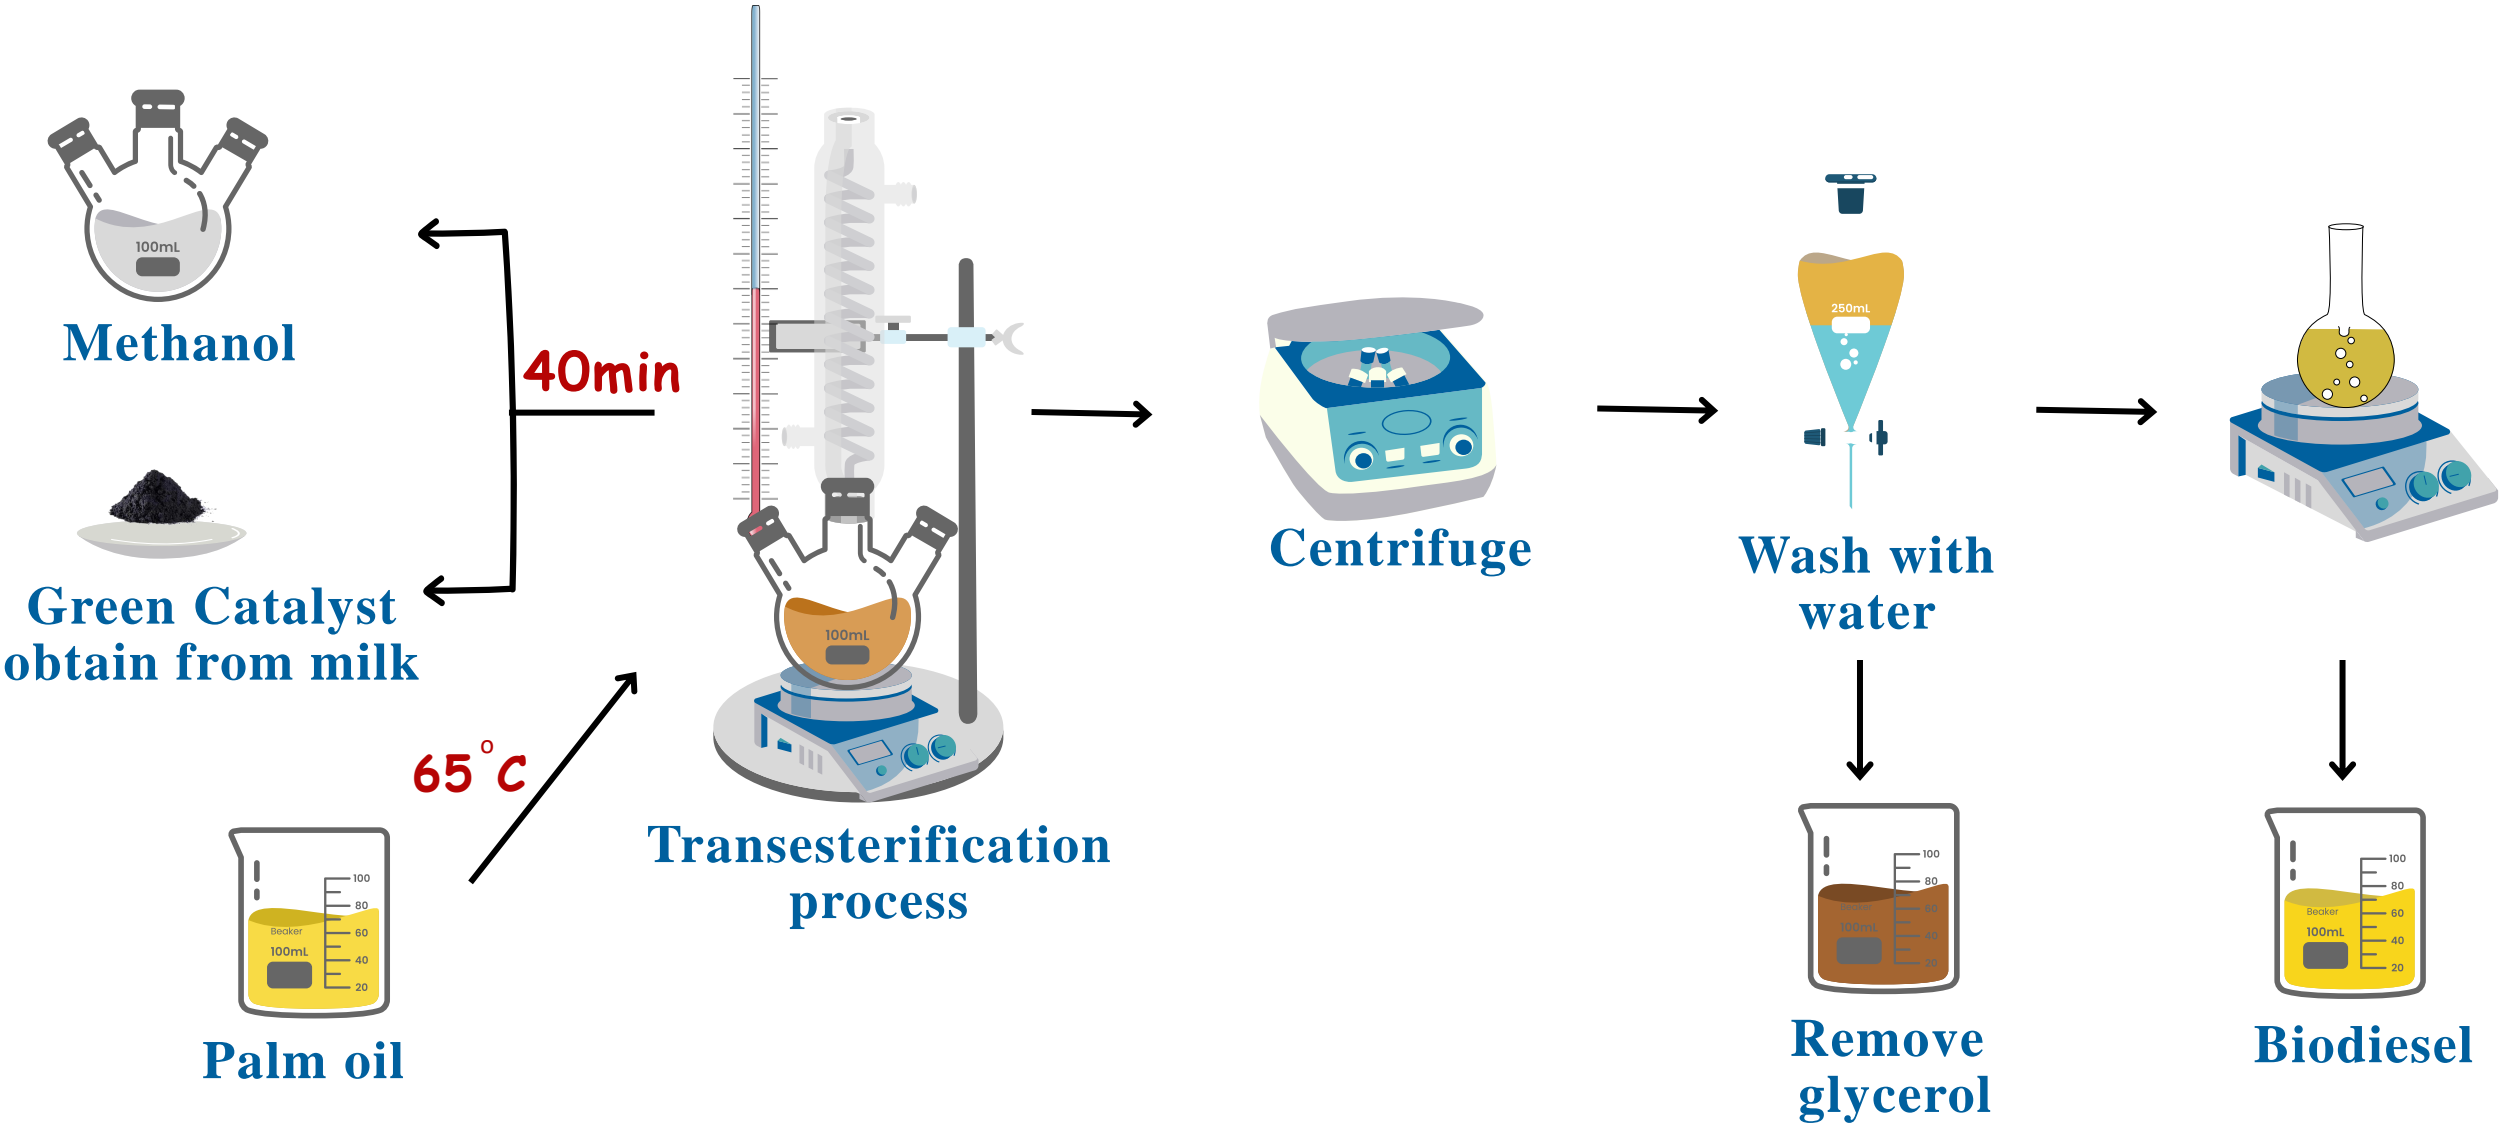 100mL
Methanol
40min
Green Catalyst
obtain from milk
65°C
100
80
60
40
20
Beaker
100mL
Palm oil
100mL
Transesterification
process
Centrifuge
250mL
Wash with
water
100
80
60
40
20
Beaker
100mL
Remove
glycerol
100
80
60
40
20
Beaker
100mL
Biodiesel